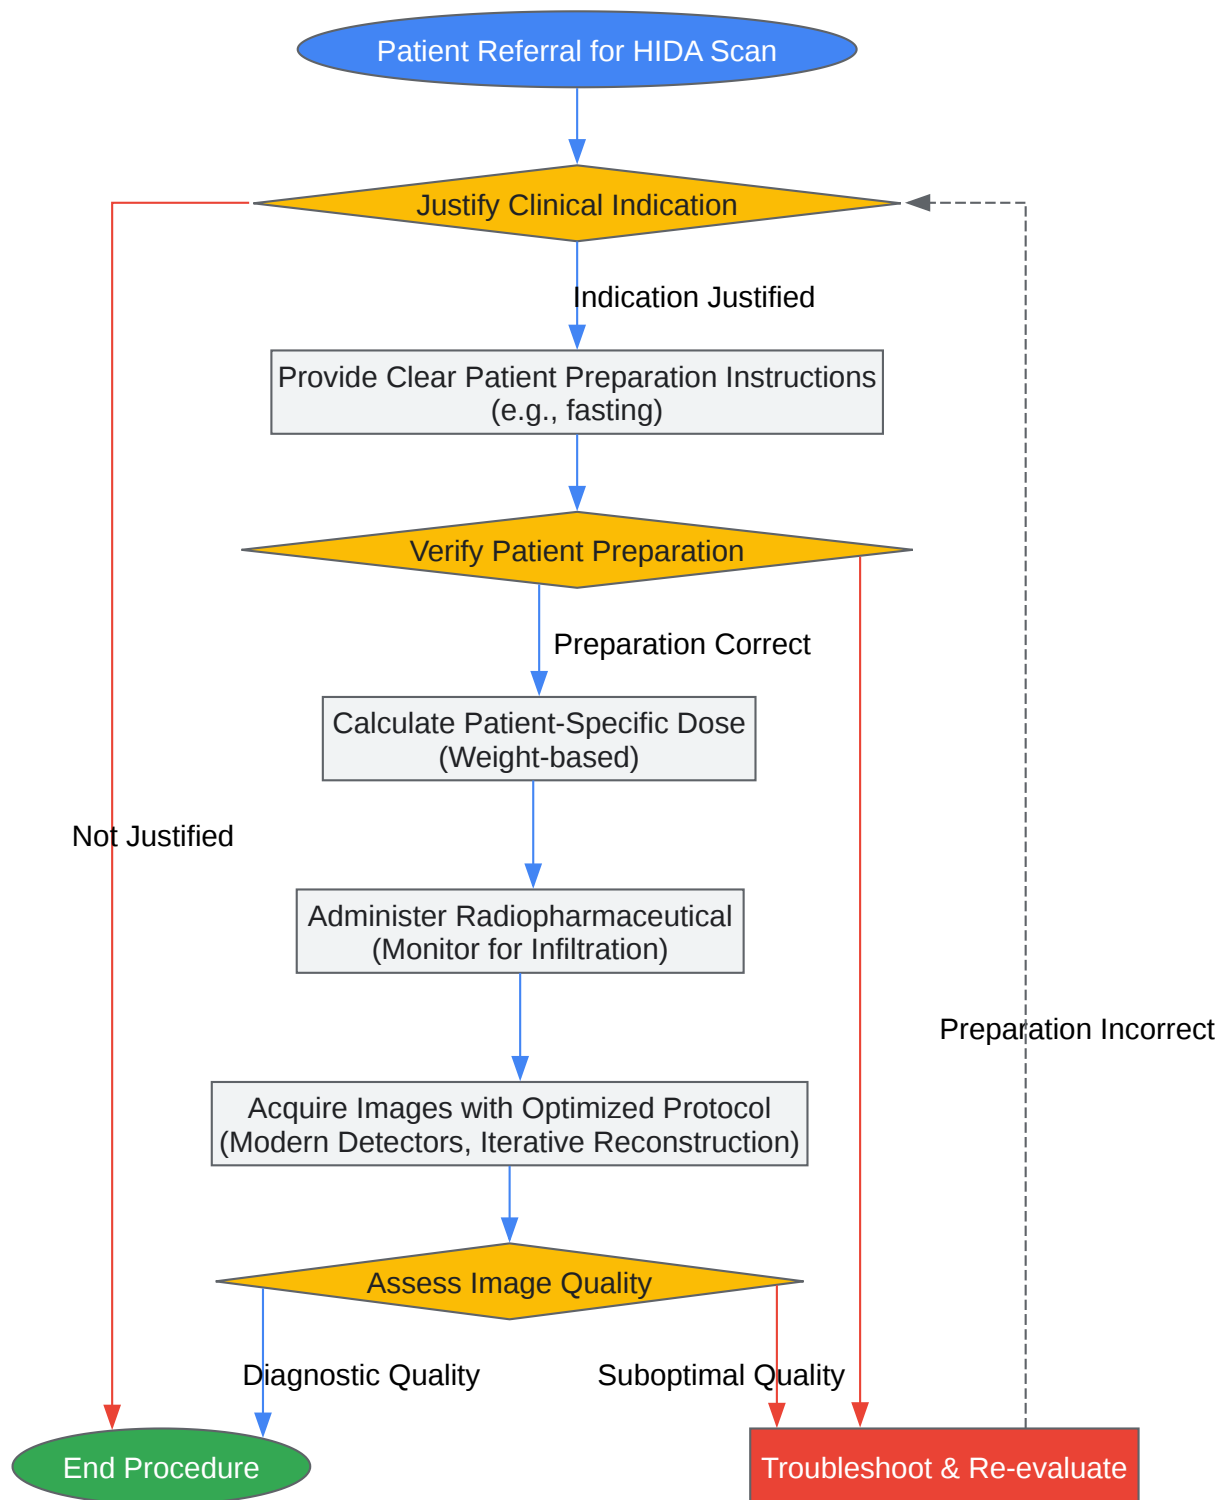 Patient Referral for HIDA Scan
Justify Clinical Indication
Indication Justified
Provide Clear Patient Preparation Instructions
(e.g., fasting)
Verify Patient Preparation
Preparation Correct
Calculate Patient-Specific Dose
(Weight-based)
Not Justified
Administer Radiopharmaceutical
(Monitor for Infiltration)
Preparation Incorrect
Acquire Images with Optimized Protocol
(Modern Detectors, Iterative Reconstruction)
Assess Image Quality
Diagnostic Quality
Suboptimal Quality
End Procedure
Troubleshoot & Re-evaluate